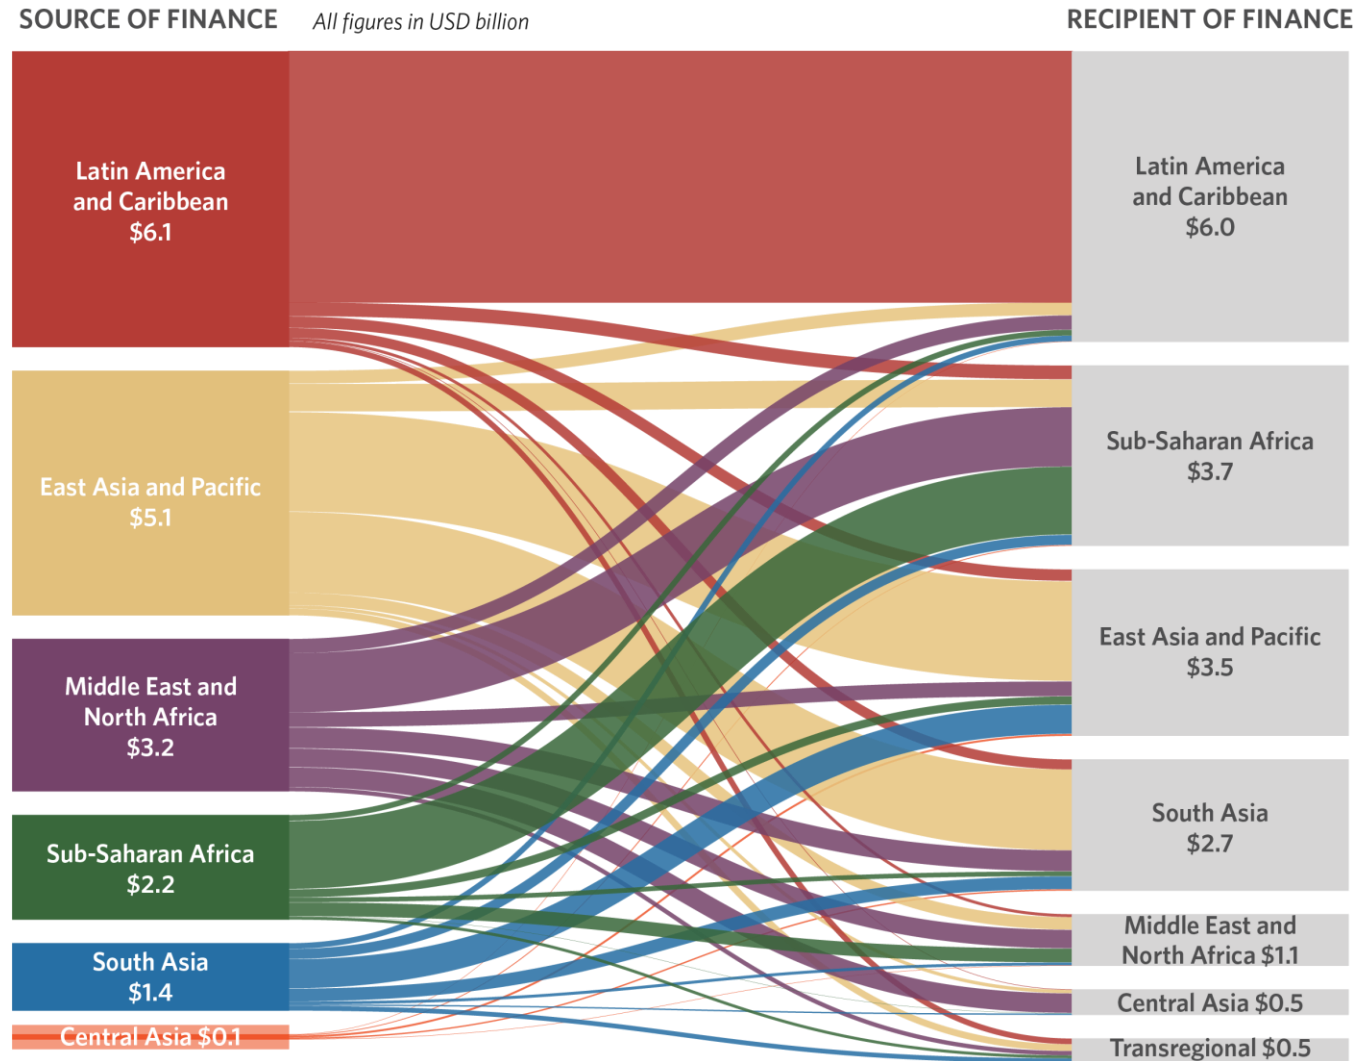 SOURCE OF FINANCE
All figures in USD billion
RECIPIENT OF FINANCE
Latin America
and Caribbean
$6.1
East Asia and Pacific
$5.1
Middle East and
North Africa
$3.2
Sub-Saharan Africa
$2.2
South Asia
$1.4
Central Asia $0.1
Latin America
and Caribbean
$6.0
Sub-Saharan Africa
$3.7
East Asia and Pacific
$3.5
South Asia
$2.7
Middle East and
North Africa $1.1
Central Asia $0.5
Transregional $0.5